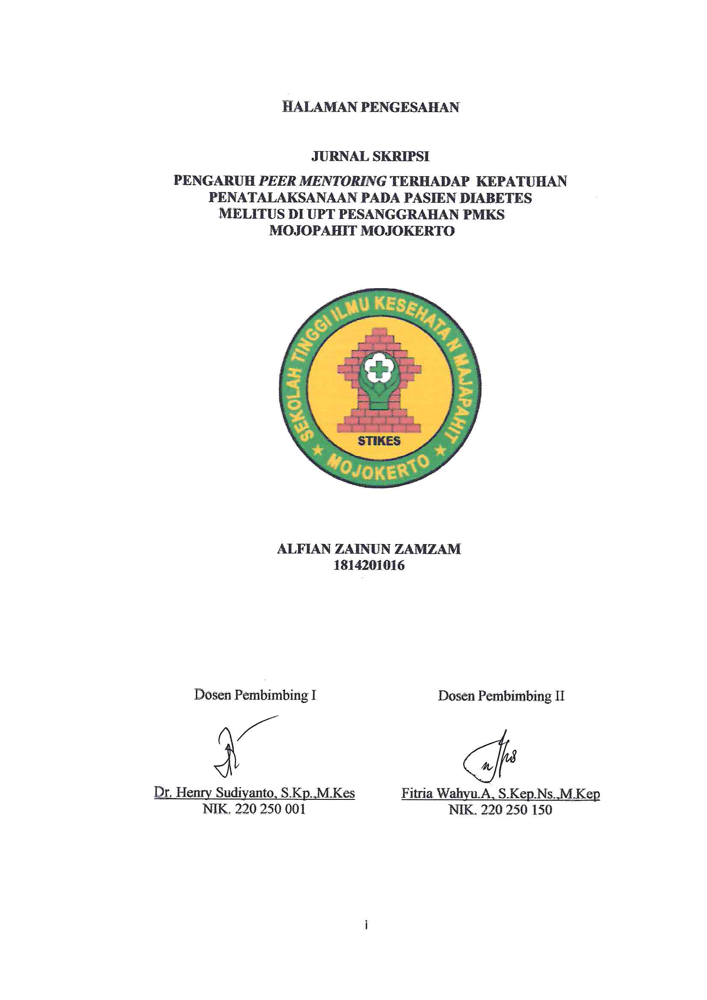 HALAMAN PENGESAHAN
JURNAL SKRIPSI
PENGARUH PEER MENTORING TERHADAP KEPATUHAN
PENATALAKSANAAN PADA PASIEN DIABETES
MELITUS DI UPT PESANGGRAHAN PMKS
MOJOPAHIT MOJOKERTO
SEKOLAH TINGGI ILMU KESEHATAN MAJAPAHIT
STIKES
MOJOKERTO
ALFIAN ZAINUN ZAMZAM
1814201016
Dosen Pembimbing I
Dosen Pembimbing II
Dr. Henry Sudiyanto, S.Kp.,M.Kes
NIK. 220 250 001
Fitria Wahyu.A, S.Kep.Ns.,M.Kep
NIK. 220 250 150
i